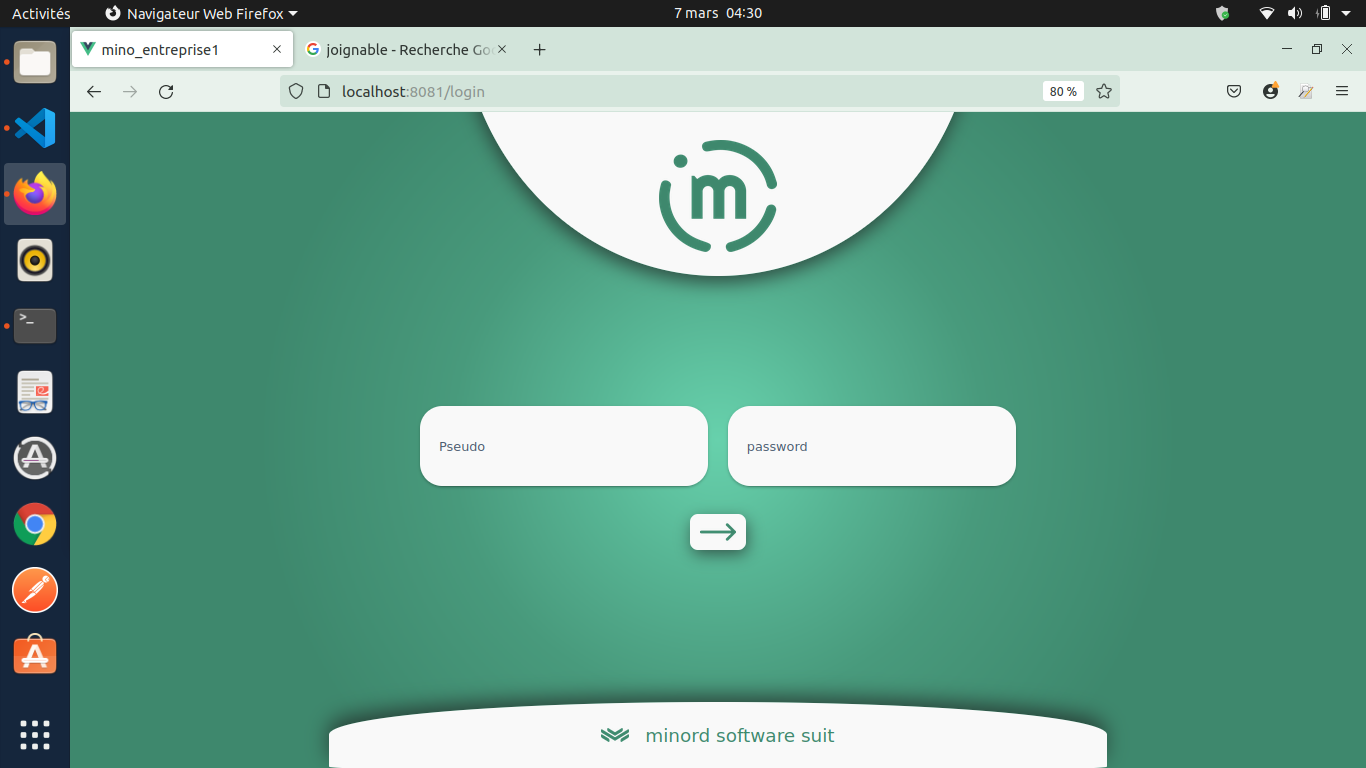 Activités
Navigateur Web Firefox
7 mars 04:30
mino_entreprise1
joignable - Recherche Goo
localhost:8081/login
80 %
m
Pseudo
password
minord software suit